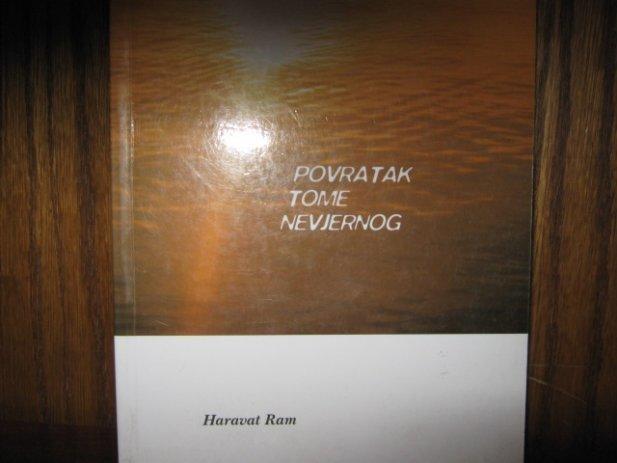 POVRATAK
TOME
NEVJERNOG
Haravat Ram